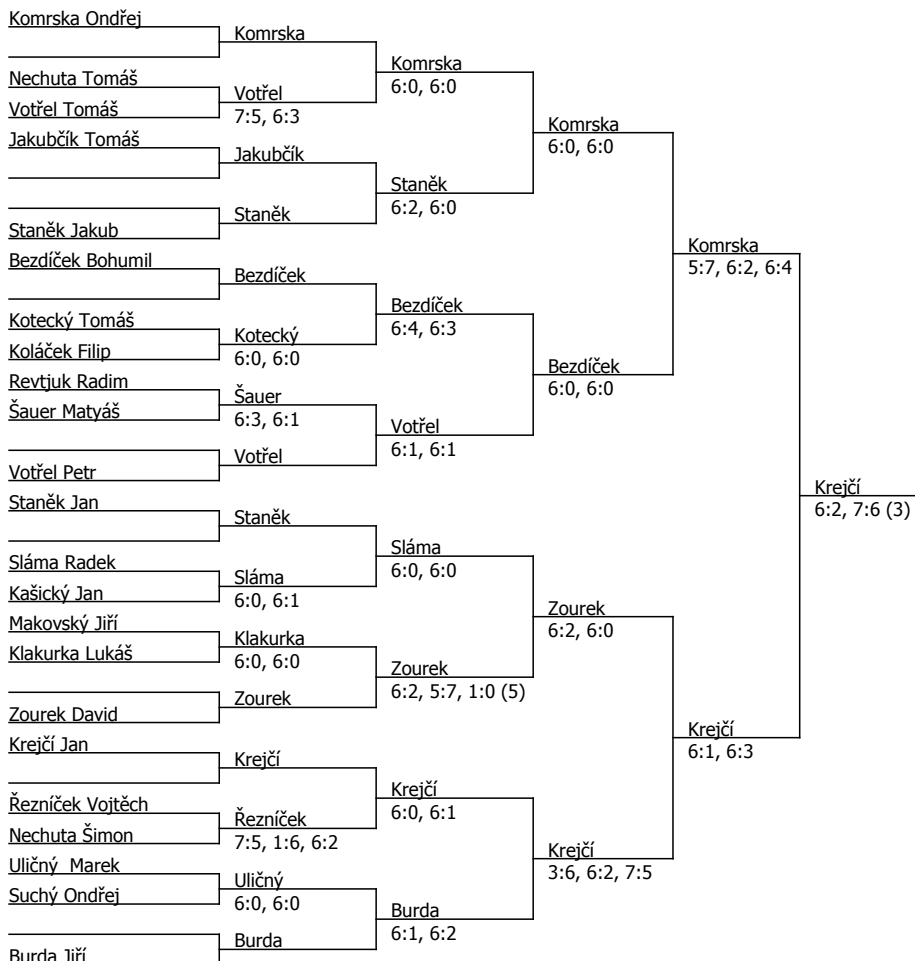 Komrska Ondřej
Komrska
Komrska
6:0, 6:0
Nechuta Tomáš
Votřel
7:5, 6:3
Votřel Tomáš
Komrska
6:0, 6:0
Jakubčík Tomáš
Jakubčík
Staněk
6:2, 6:0
Staněk
Staněk Jakub
Komrska
5:7, 6:2, 6:4
Bezdíček Bohumil
Bezdíček
Bezdíček
6:4, 6:3
Kotecký Tomáš
Kotecký
6:0, 6:0
Koláček Filip
Bezdíček
6:0, 6:0
Revtjuk Radim
Šauer
6:3, 6:1
Šauer Matyáš
Votřel
6:1, 6:1
Votřel
Votřel Petr
Krejčí
6:2, 7:6 (3)
Staněk Jan
Staněk
Sláma
6:0, 6:0
Sláma Radek
Sláma
6:0, 6:1
Kašický Jan
Zourek
6:2, 6:0
Makovský Jiří
Klakurka
6:0, 6:0
Klakurka Lukáš
Zourek
6:2, 5:7, 1:0 (5)
Zourek
Zourek David
Krejčí
6:1, 6:3
Krejčí Jan
Krejčí
Krejčí
6:0, 6:1
Řezníček Vojtěch
Řezníček
7:5, 1:6, 6:2
Nechuta Šimon
Krejčí
3:6, 6:2, 7:5
Uličný  Marek
Uličný
6:0, 6:0
Suchý Ondřej
Burda
6:1, 6:2
Burda
Burda Jiří